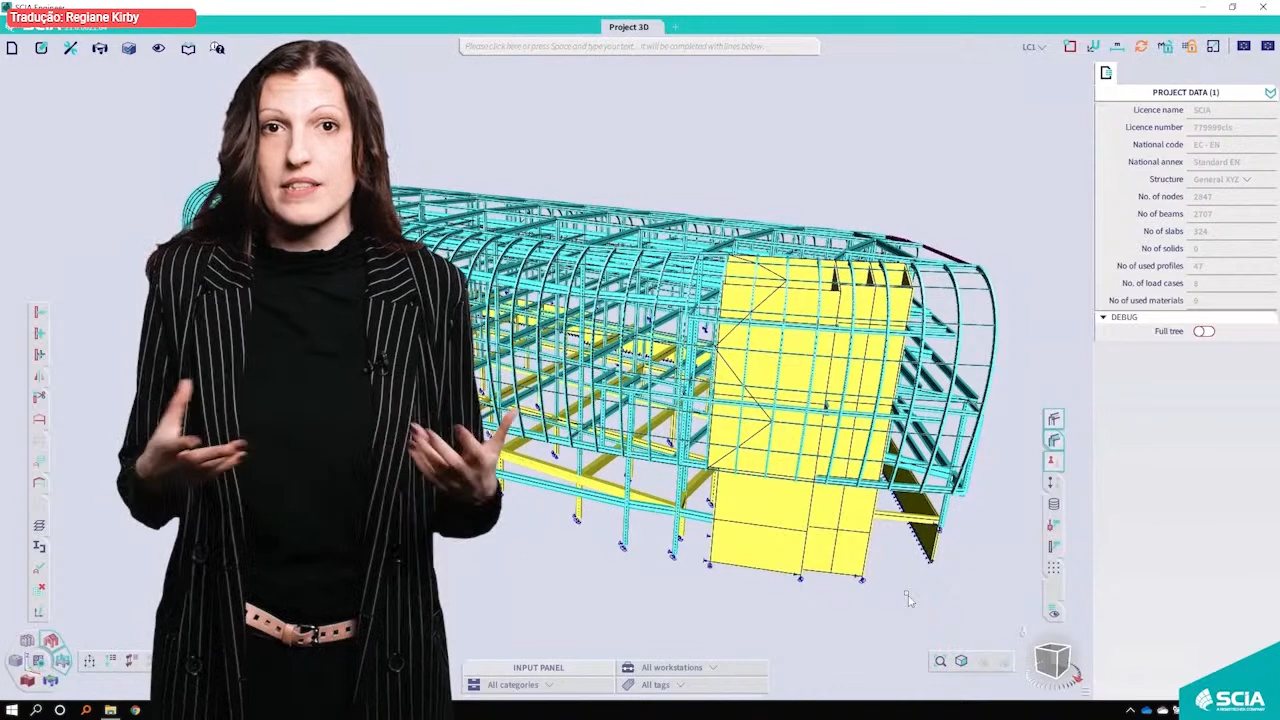 SCIA Engineer
Tradução: Regiane Kirby
Project 3D
Please click here or press Space and type your text... It will be completed with lines below.
LC1
PROJECT DATA (1)
Licence name SCIA
Licence number 779999cls
National code EC - EN
National annex Standard EN
Structure General XYZ
No. of nodes 2847
No of beams 2707
No of slabs 324
No of solids 0
No of used profiles 47
No. of load cases 8
No of used materials 9
DEBUG
Full tree
INPUT PANEL
All workstations
All categories
All tags
SCIA
A NEMETSCHEK COMPANY